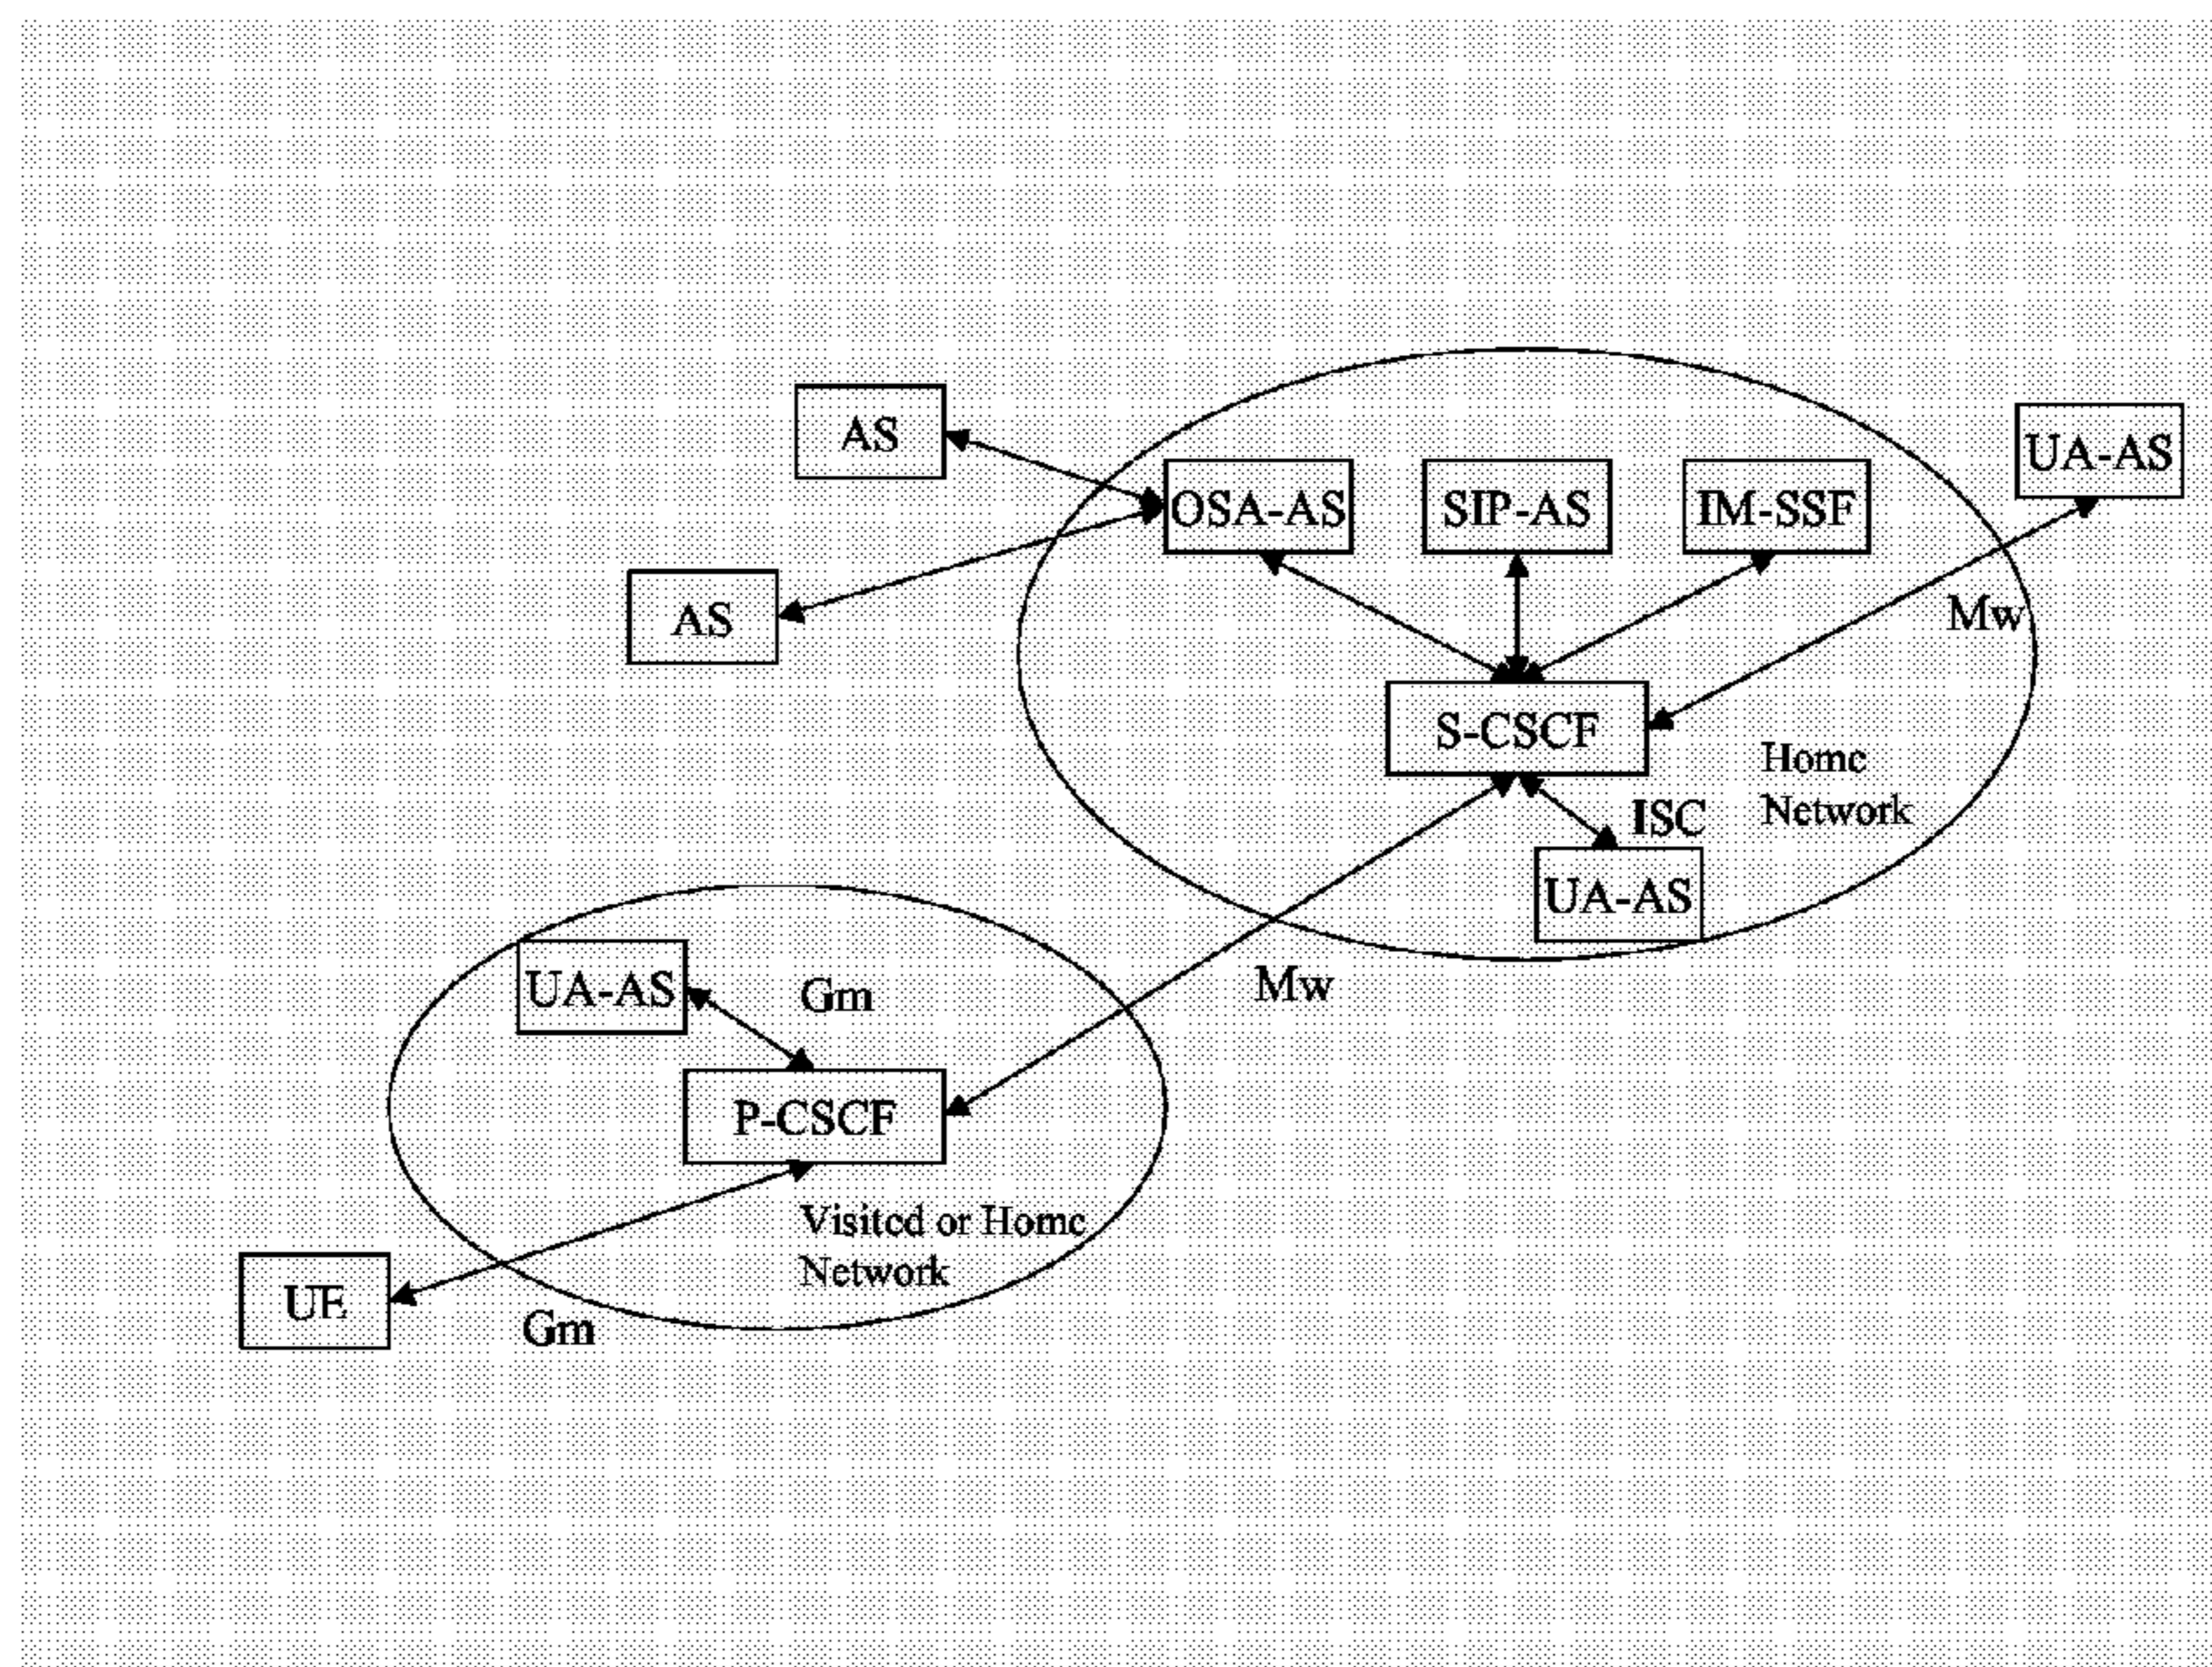 AS
UA-AS
OSA-AS
SIP-AS
IM-SSF
AS
Mw
S-CSCF
Home
Network
ISC
UA-AS
UA-AS
Gm
Mw
P-CSCF
Visited or Home
Network
UE
Gm